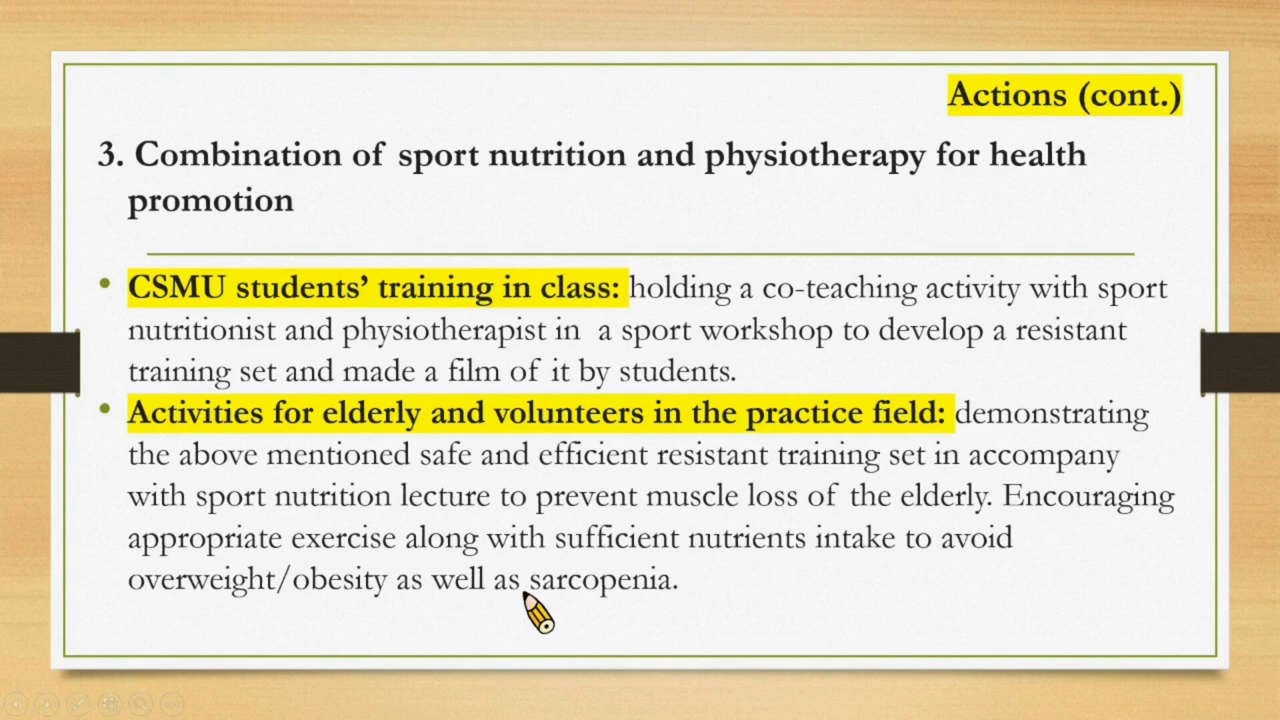 Actions (cont.)
3. Combination of sport nutrition and physiotherapy for health
promotion
• CSMU students’ training in class: holding a co-teaching activity with sport
nutritionist and physiotherapist in a sport workshop to develop a resistant
training set and made a film of it by students.
• Activities for elderly and volunteers in the practice field: demonstrating
the above mentioned safe and efficient resistant training set in accompany
with sport nutrition lecture to prevent muscle loss of the elderly. Encouraging
appropriate exercise along with sufficient nutrients intake to avoid
overweight/obesity as well as sarcopenia.